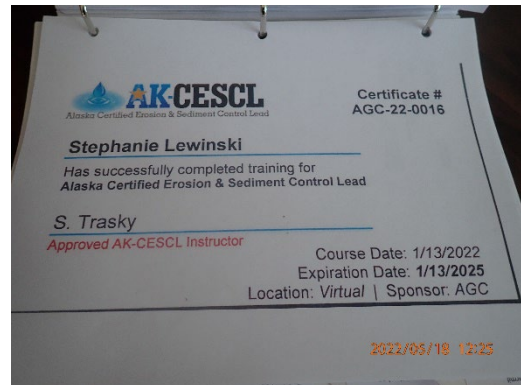 AK-CESCL
Alaska Certified Erosion & Sediment Control Lead
Certificate #
AGC-22-0016
Stephanie Lewinski
Has successfully completed training for
Alaska Certified Erosion & Sediment Control Lead
S. Trasky
Approved AK-CESCL Instructor
Course Date: 1/13/2022
Expiration Date: 1/13/2025
Location: Virtual | Sponsor: AGC